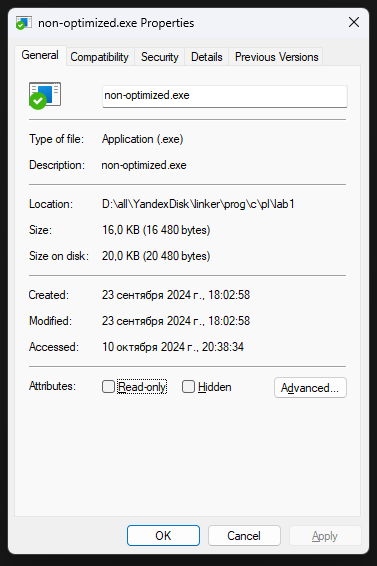 non-optimized.exe Properties
General Compatibility Security Details Previous Versions
non-optimized.exe
Type of file: Application (.exe)
Description: non-optimized.exe
Location: D:\all\YandexDisk\linker\prog\c\pl\lab1
Size: 16,0 KB (16 480 bytes)
Size on disk: 20,0 KB (20 480 bytes)
Created: 23 сентября 2024 г., 18:02:58
Modified: 23 сентября 2024 г., 18:02:58
Accessed: 10 октября 2024 г., 20:38:34
Attributes: Read-only Hidden Advanced...
OK Cancel Apply